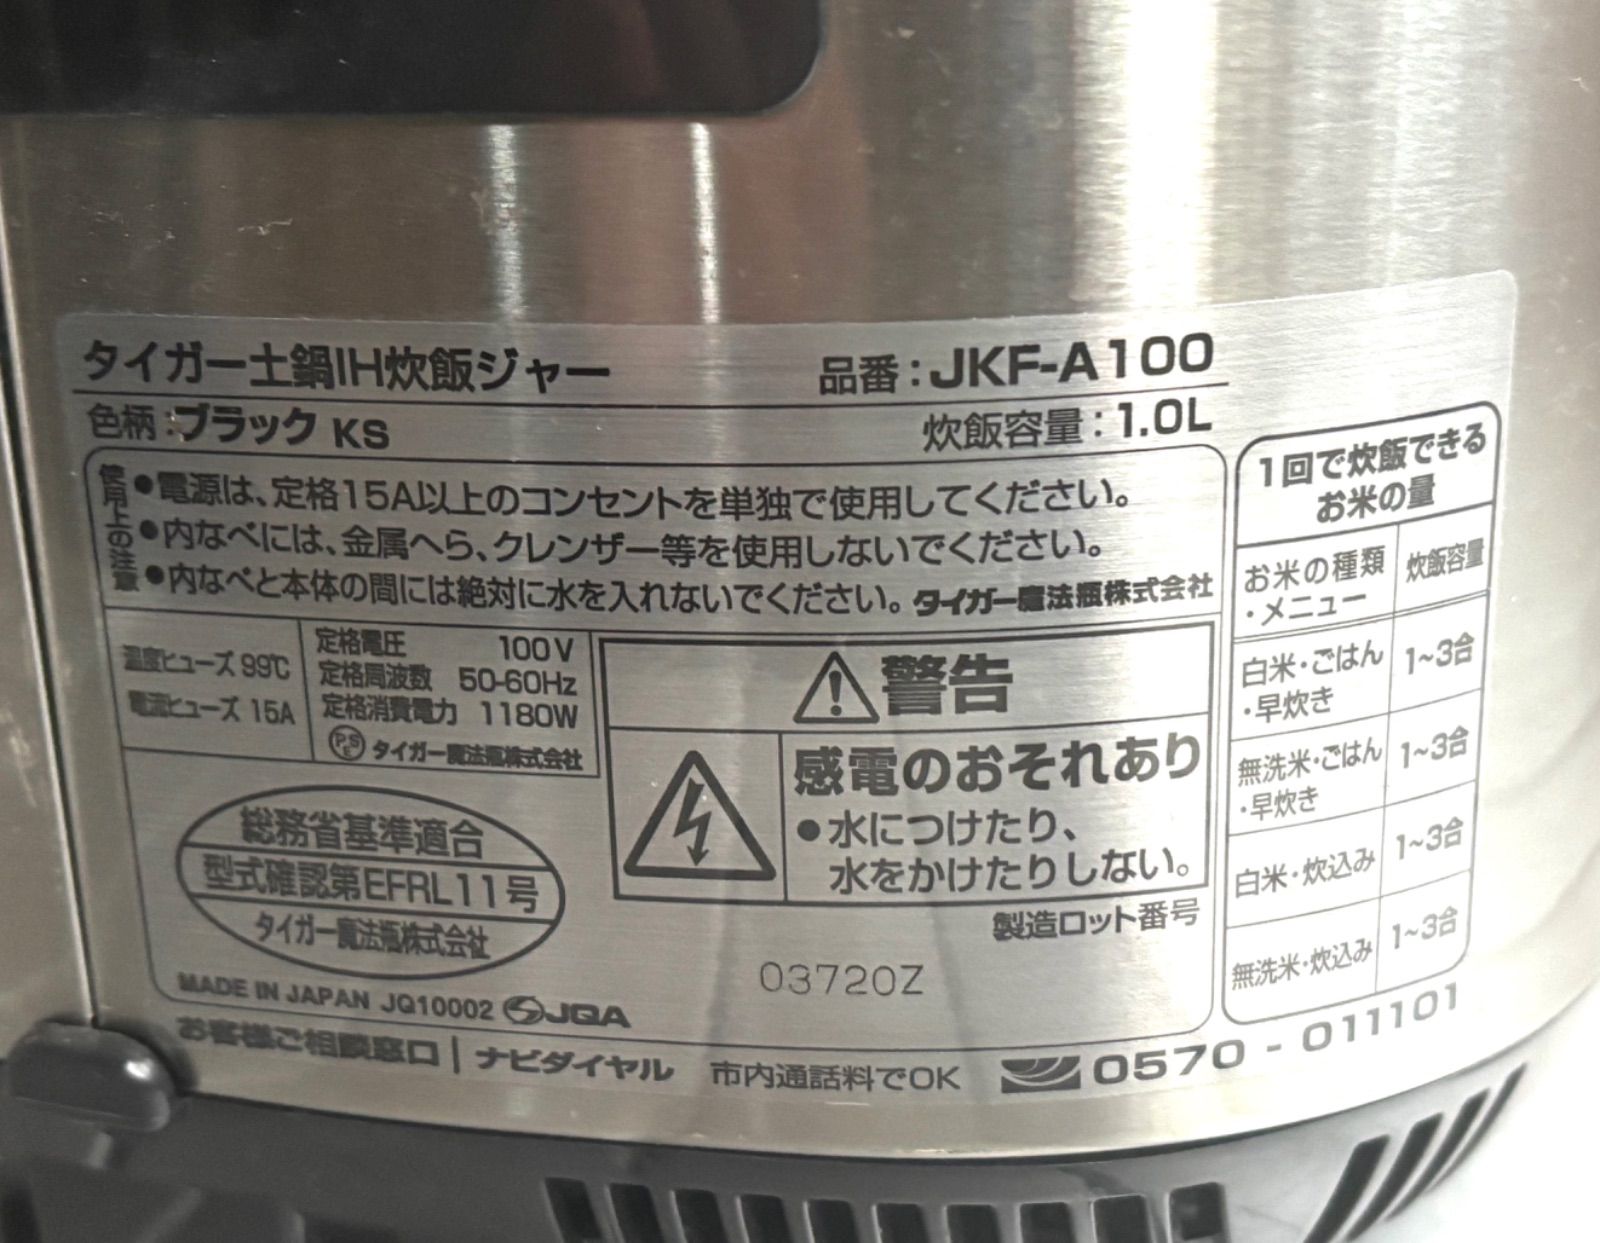 タイガー土鍋IH炊飯ジャー 品番:JKF-A100
色柄:ブラック KS 炊飯容量:1.0L
使用上の注意
●電源は、定格15A以上のコンセントを単独で使用してください。
●内なべには、金属へら、クレンザー等を使用しないでください。
●内なべと本体の間には絶対に水を入れないでください。タイガー魔法瓶株式会社
温度ヒューズ 99℃
電流ヒューズ 15A
定格電圧 100V
定格周波数 50-60Hz
定格消費電力 1180W
PSE タイガー魔法瓶株式会社
警告
感電のおそれあり
●水につけたり、
水をかけたりしない。
総務省基準適合
型式確認第EFRL11号
タイガー魔法瓶株式会社
製造ロット番号
03720Z
MADE IN JAPAN JQ10002 JQA
お客様ご相談窓口|ナビダイヤル 市内通話料でOK 0570-011101
1回で炊飯できる
お米の量
お米の種類
・メニュー 炊飯容量
白米・ごはん
・早炊き 1~3合
無洗米・ごはん
・早炊き 1~3合
白米・炊込み 1~3合
無洗米・炊込み 1~3合